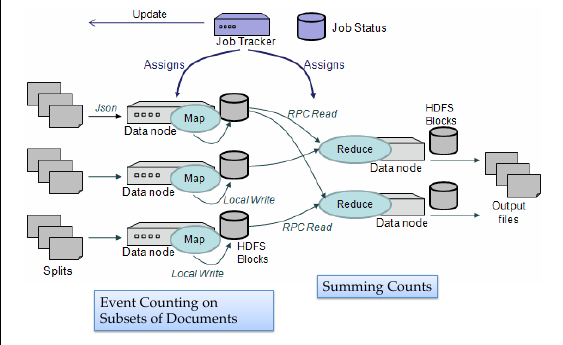 Update
Job Tracker
Job Status
Assigns
Assigns
Json
Map
Data node
RPC Read
HDFS
Blocks
Reduce
Data node
Map
Data node
Local Write
Reduce
Data node
Output
files
Map
Data node
RPC Read
HDFS
Blocks
Splits
Local Write
Event Counting on
Subsets of Documents
Summing Counts